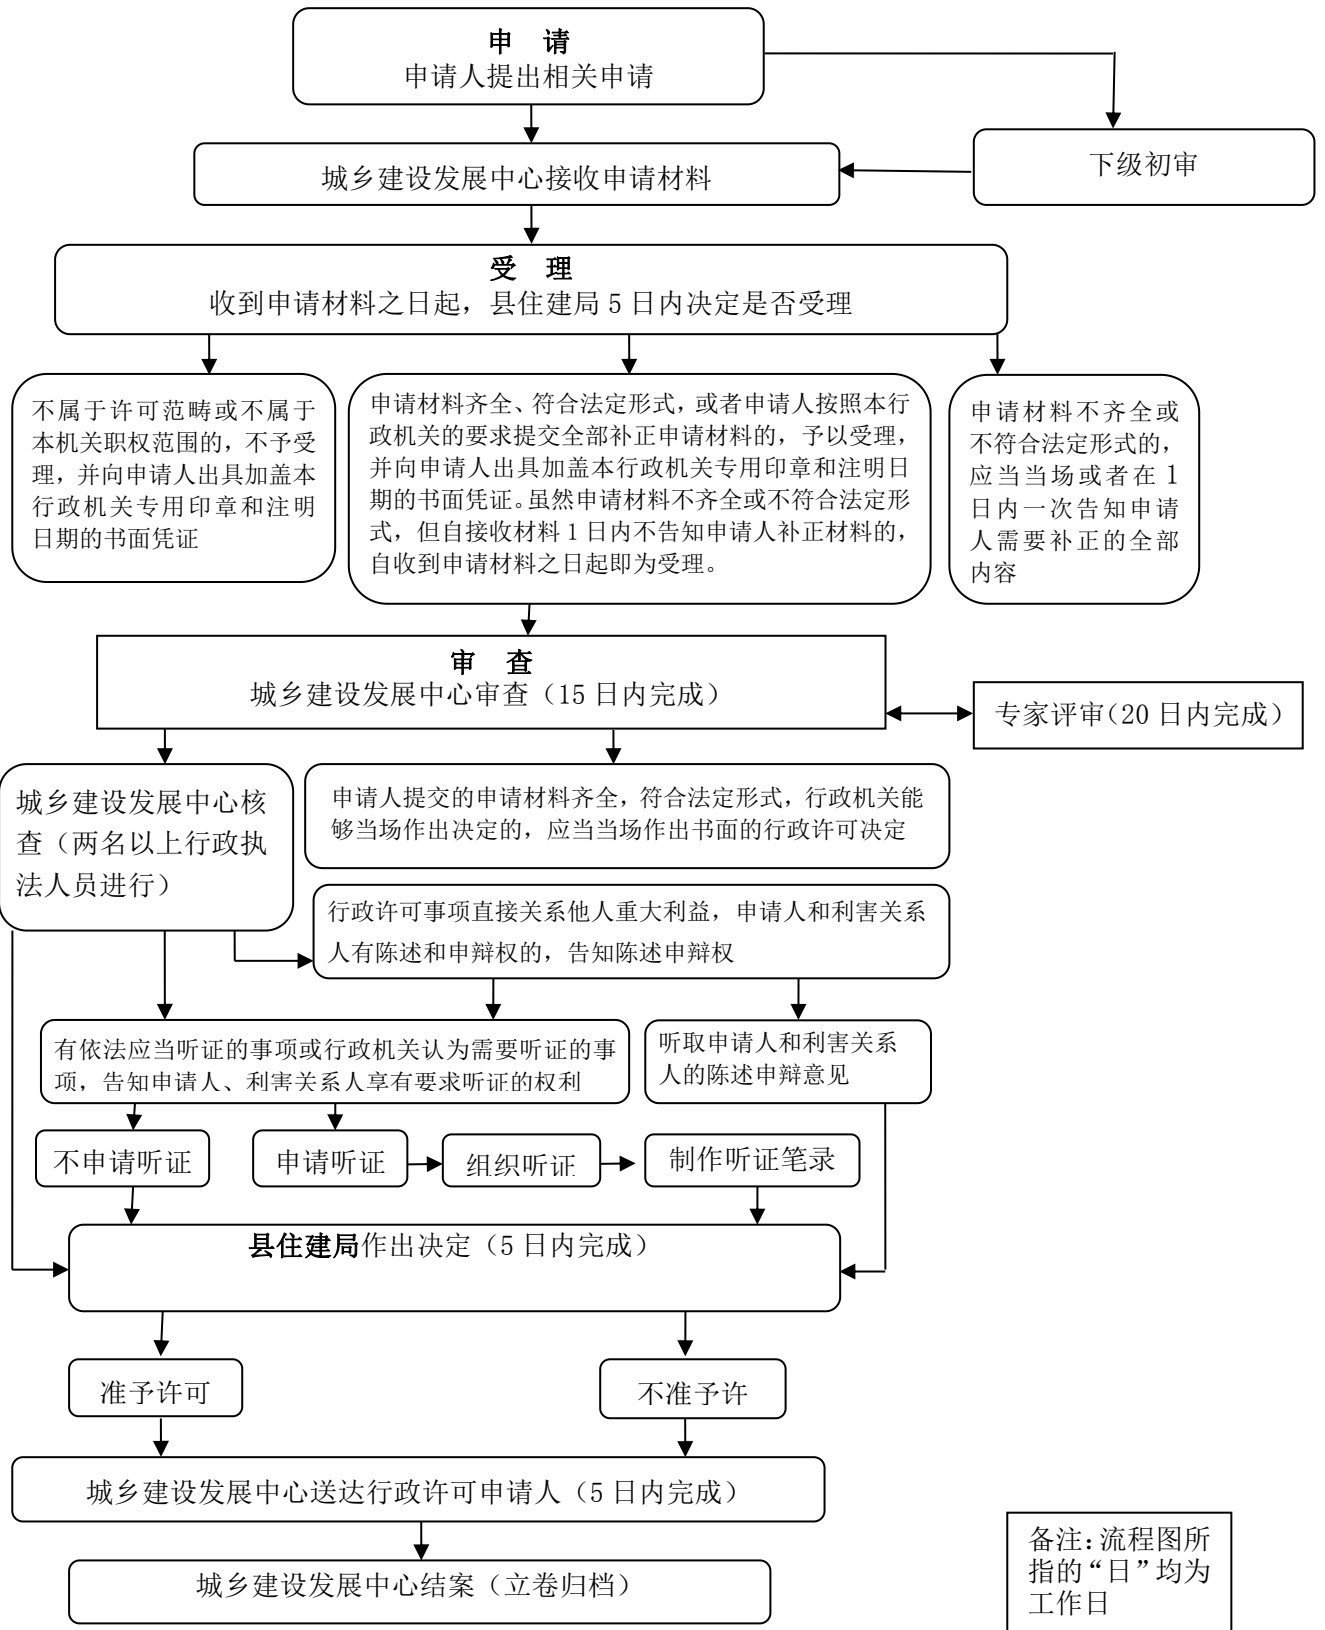 申 请
申请人提出相关申请
下级初审
城乡建设发展中心接收申请材料
受 理
收到申请材料之日起，县住建局 5 日内决定是否受理
不属于许可范畴或不属于
本机关职权范围的，不予受
理，并向申请人出具加盖本
行政机关专用印章和注明
日期的书面凭证
申请材料齐全、符合法定形式，或者申请人按照本行
政机关的要求提交全部补正申请材料的，予以受理，
并向申请人出具加盖本行政机关专用印章和注明日
期的书面凭证。虽然申请材料不齐全或不符合法定形
式，但自接收材料 1 日内不告知申请人补正材料的，
自收到申请材料之日起即为受理。
申请材料不齐全或
不符合法定形式的，
应当当场或者在 1
日内一次告知申请
人需要补正的全部
内容
审 查
城乡建设发展中心审查（15 日内完成）
专家评审（20 日内完成）
城乡建设发展中心核
查（两名以上行政执
法人员进行）
申请人提交的申请材料齐全，符合法定形式，行政机关能
够当场作出决定的，应当当场作出书面的行政许可决定
行政许可事项直接关系他人重大利益，申请人和利害关系
人有陈述和申辩权的，告知陈述申辩权
有依法应当听证的事项或行政机关认为需要听证的事
项，告知申请人、利害关系人享有要求听证的权利
听取申请人和利害关系
人的陈述申辩意见
不申请听证
申请听证
组织听证
制作听证笔录
县住建局作出决定（5 日内完成）
准予许可
不准予许
城乡建设发展中心送达行政许可申请人（5 日内完成）
城乡建设发展中心结案（立卷归档）
备注：流程图所
指的“日”均为
工作日